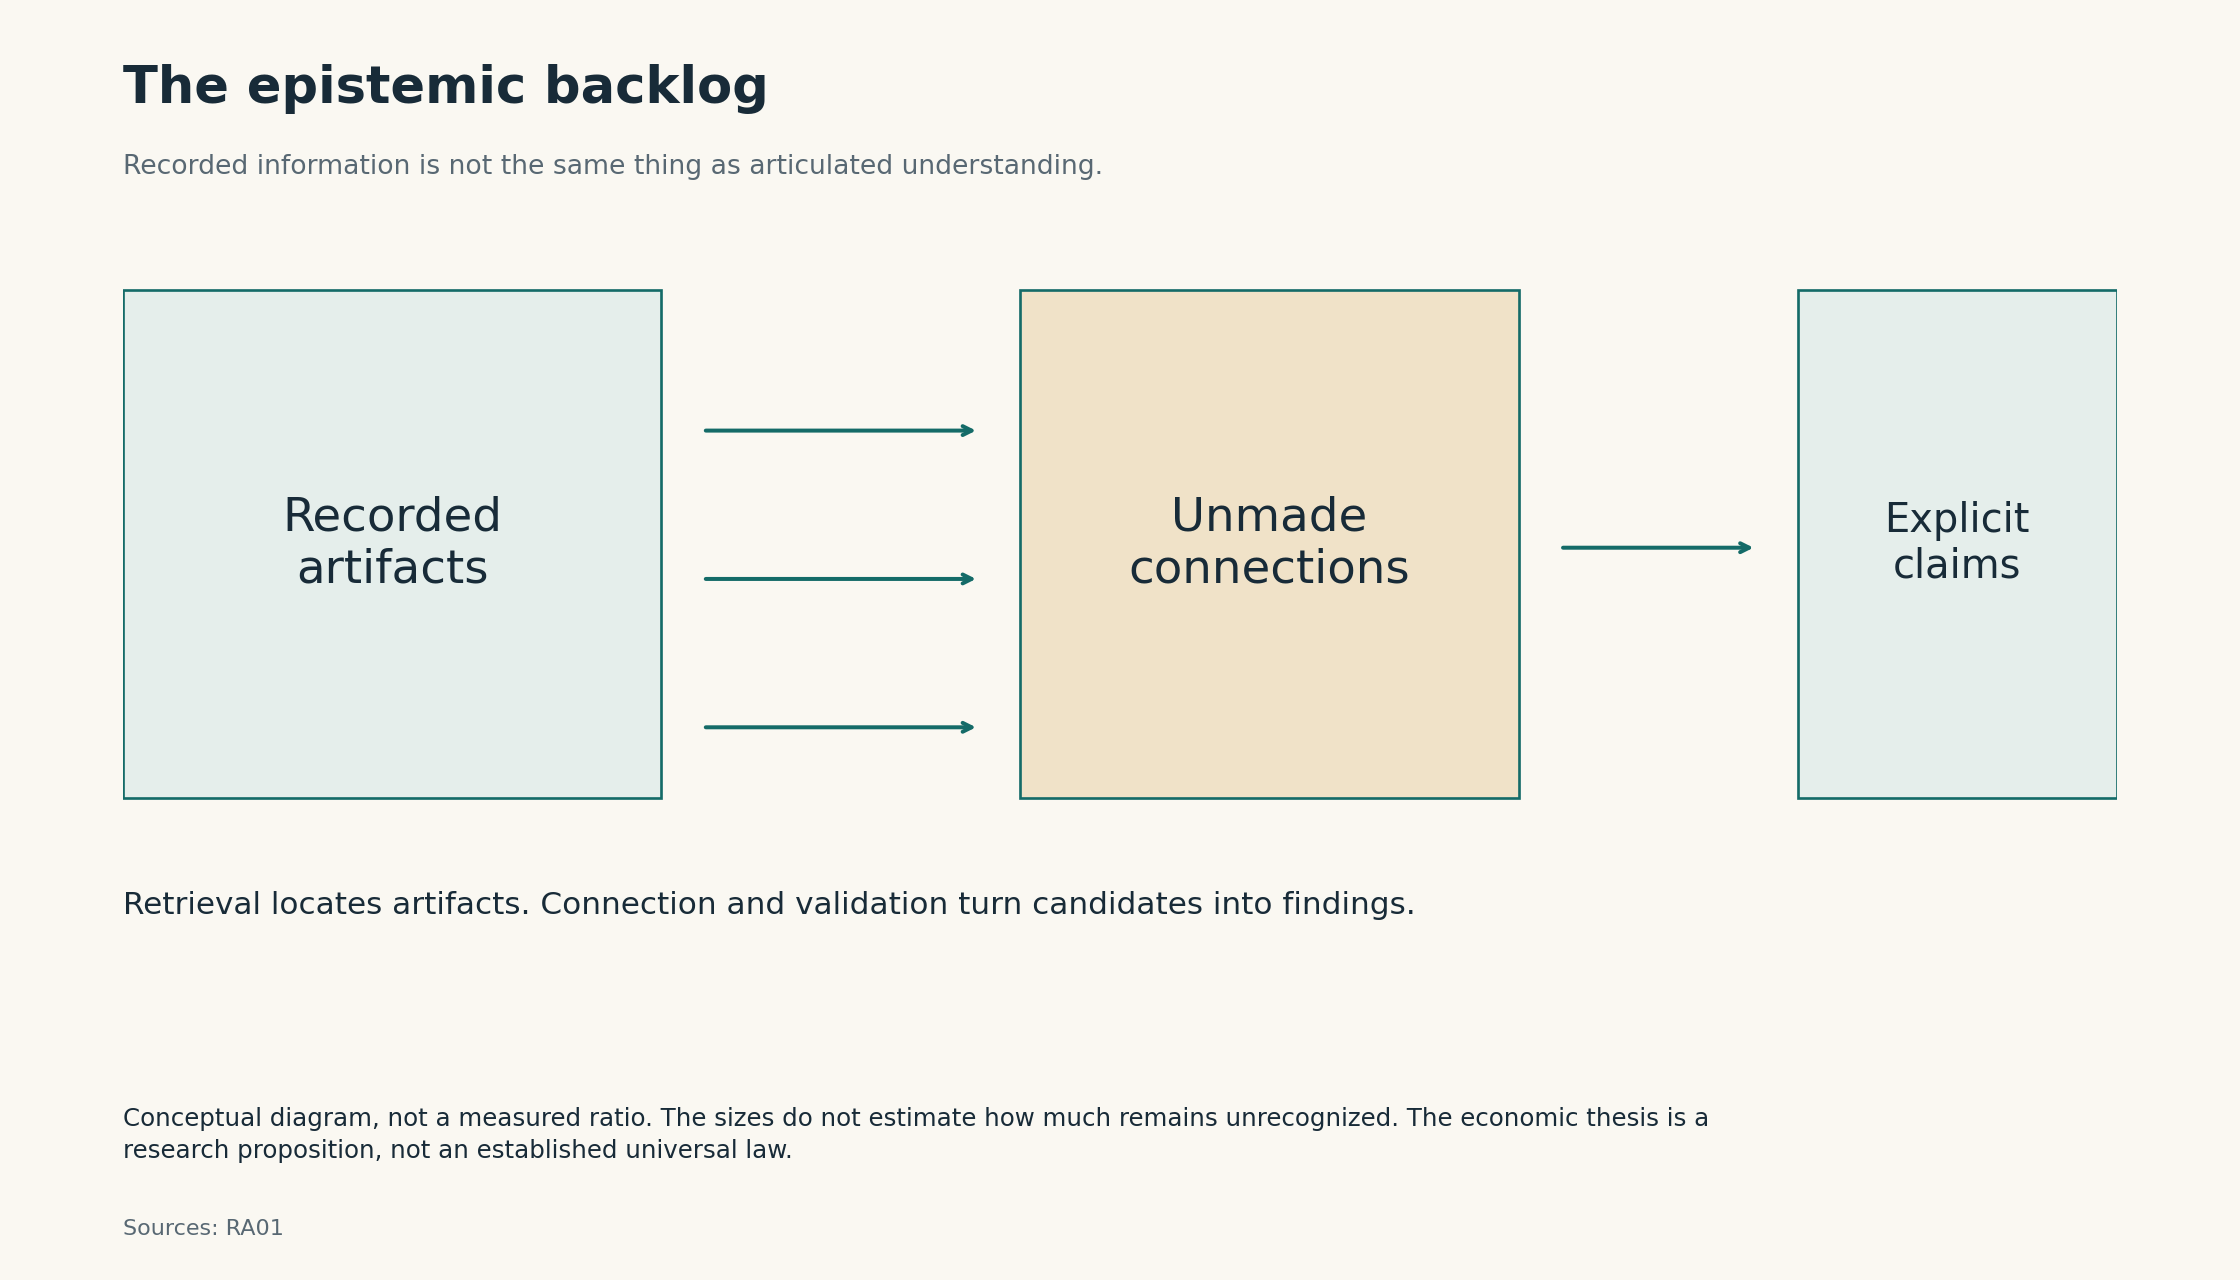 The epistemic backlog
Recorded information is not the same thing as articulated understanding.
Recorded
artifacts
Unmade
connections
Explicit
claims
Retrieval locates artifacts. Connection and validation turn candidates into findings.
Conceptual diagram, not a measured ratio. The sizes do not estimate how much remains unrecognized. The economic thesis is a
research proposition, not an established universal law.
Sources: RA01